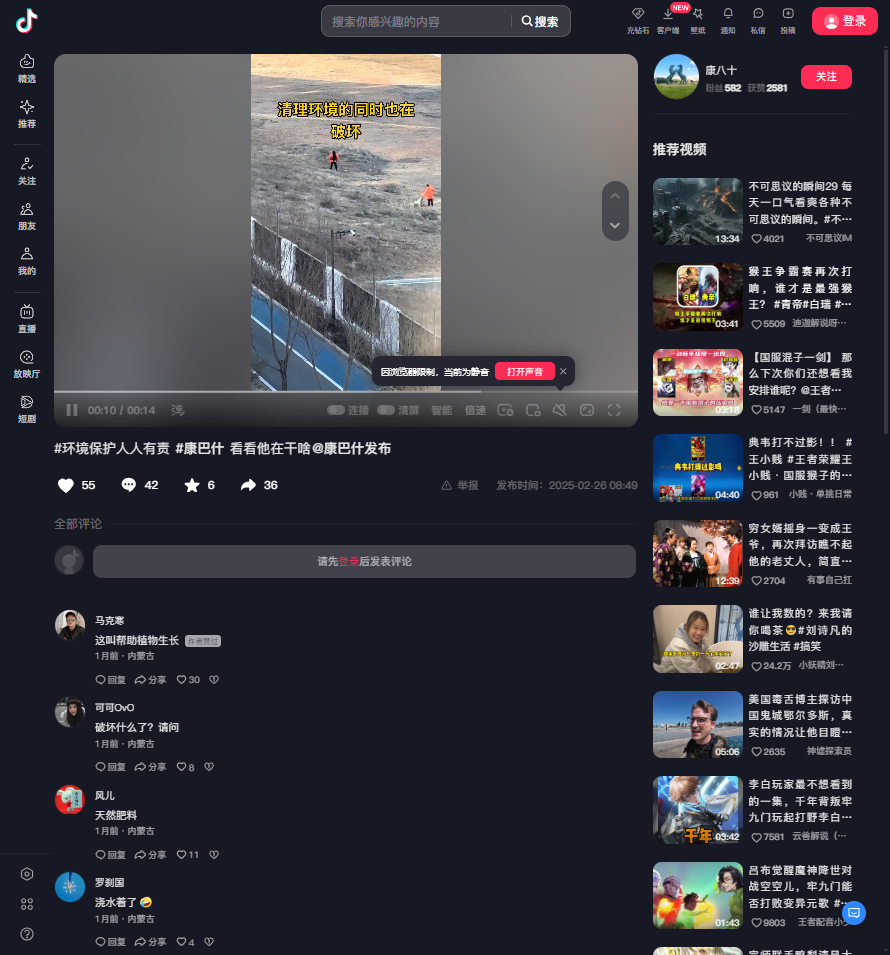 搜索你感兴趣的内容
搜索
充钻石
客户端
NEW
壁纸
通知
私信
投稿
登录
精选
推荐
关注
朋友
我的
直播
放映厅
短剧
清理环境的同时也在
破坏
因浏览器限制，当前为静音
打开声音
00:10 / 00:14
连播
清屏
智能
倍速
#环境保护人人有责 #康巴什 看看他在干啥@康巴什发布
55
42
6
36
举报
发布时间：2025-02-26 08:49
全部评论
请先登录后发表评论
马克寒
这叫帮助植物生长 作者赞过
1月前 · 内蒙古
回复 分享 30
可可OvO
破坏什么了？请问
1月前 · 内蒙古
回复 分享 8
风儿
天然肥料
1月前 · 内蒙古
回复 分享 11
罗刹国
浇水着了🤣
1月前 · 内蒙古
回复 分享 4
康八十
粉丝582 获赞2581
关注
推荐视频
13:34
不可思议的瞬间29 每
天一口气看爽各种不
可思议的瞬间。#不…
4021 不可思议IM
03:41
猴王争霸赛再次打
响，谁才是最强猴
王？ #青帝#白瑞 #…
5509 迪迦解说呀…
03:18
【国服混子一剑】 那
么下次你们还想看我
安排谁呢？@王者…
5147 一剑（最快…
典韦打得过影吗
04:40
典韦打不过影！！ #
王小贱 #王者荣耀王
小贱 · 国服猴子的…
961 小贱 · 单挑日常
12:39
穷女婿摇身一变成王
爷，再次拜访瞧不起
他的老丈人，简直…
2704 有事自己扛
02:47
谁让我数的？来我请
你喝茶😎#刘诗凡的
沙雕生活 #搞笑
24.2万 小妖精刘…
05:06
美国毒舌博主探访中
国鬼城鄂尔多斯，真
实的情况让他目瞪…
2635 神墟探索员
千年
03:42
李白玩家最不想看到
的一集，千年背叛牢
九门玩起打野李白…
7581 云兽解说（…
01:43
吕布觉醒魔神降世对
战空空儿，牢九门能
否打败变异元歌 #…
9803 王者配音小